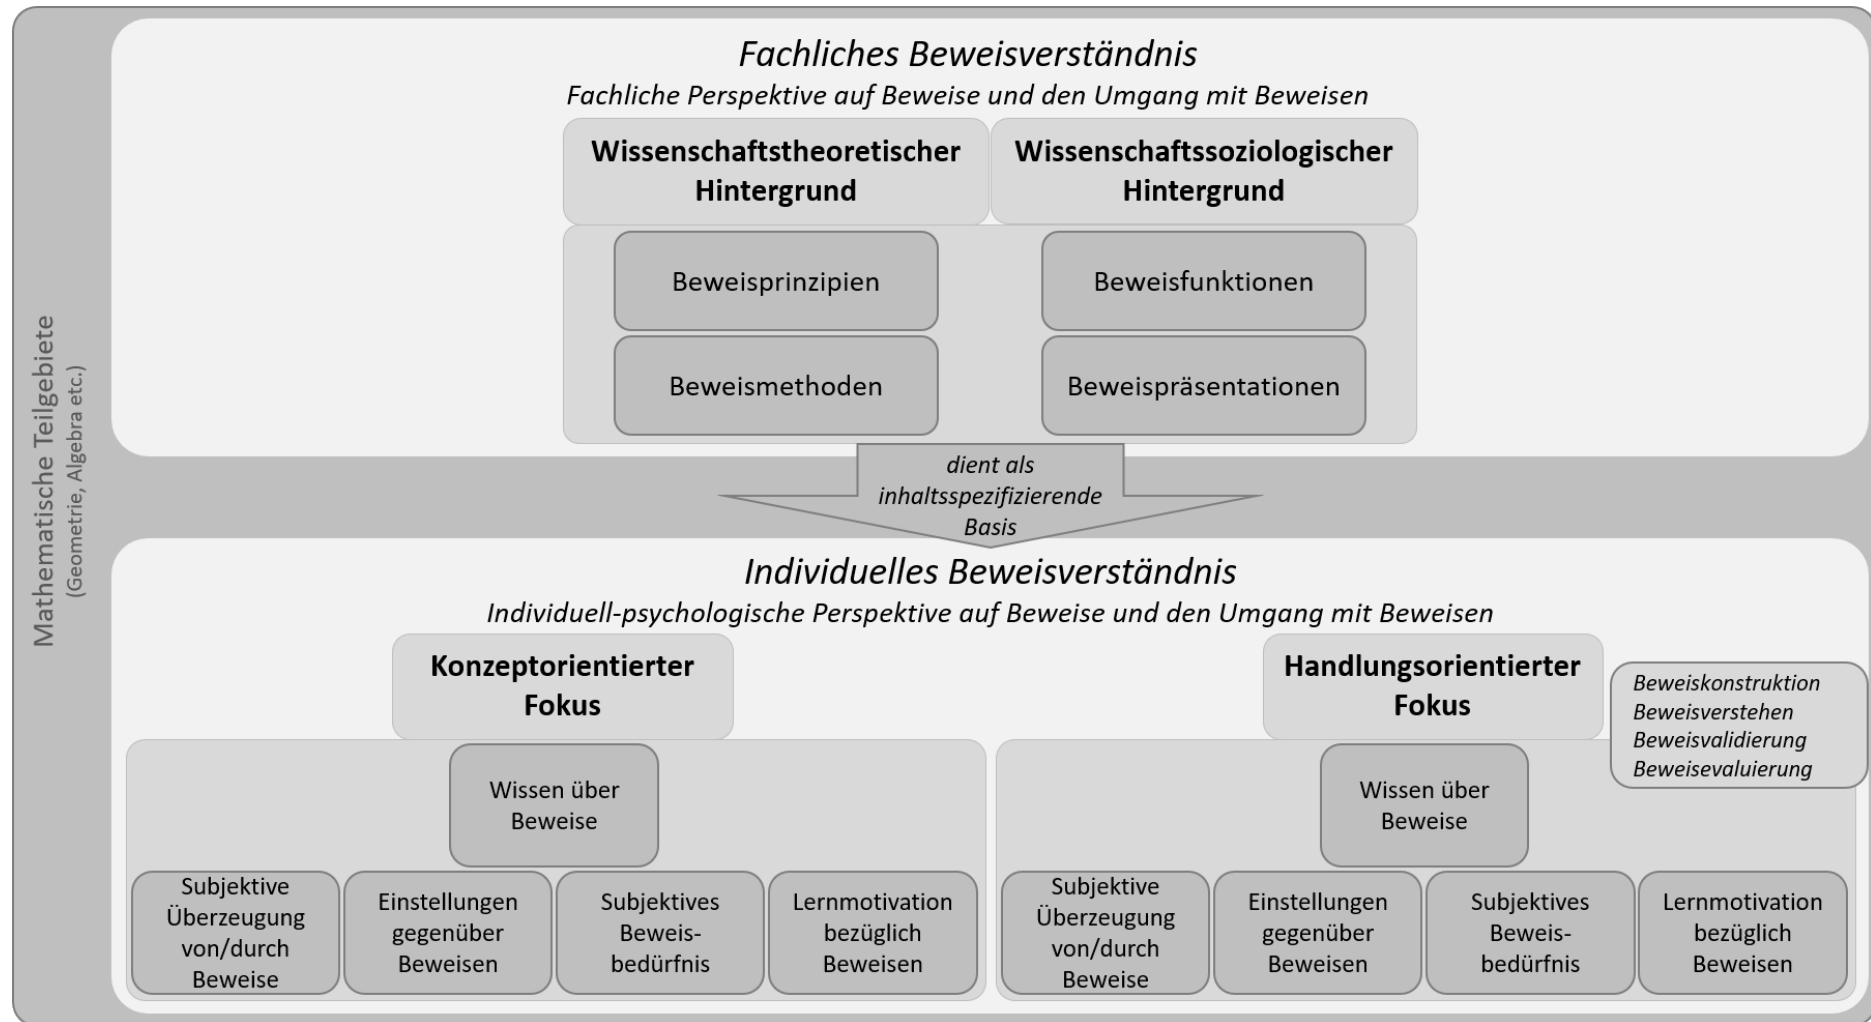 Mathematische Teilgebiete
(Geometrie, Algebra etc.)
Fachliches Beweisverständnis
Fachliche Perspektive auf Beweise und den Umgang mit Beweisen
Wissenschaftstheoretischer
Hintergrund
Wissenschaftssoziologischer
Hintergrund
Beweisprinzipien
Beweisfunktionen
Beweismethoden
Beweispräsentationen
dient als
inhaltsspezifizierende
Basis
Individuelles Beweisverständnis
Individuell-psychologische Perspektive auf Beweise und den Umgang mit Beweisen
Konzeptorientierter
Fokus
Wissen über
Beweise
Subjektive
Überzeugung
von/durch
Beweise
Einstellungen
gegenüber
Beweisen
Subjektives
Beweis-
bedürfnis
Lernmotivation
bezüglich
Beweisen
Handlungsorientierter
Fokus
Beweiskonstruktion
Beweisverstehen
Beweisvalidierung
Beweisevaluierung
Wissen über
Beweise
Subjektive
Überzeugung
von/durch
Beweise
Einstellungen
gegenüber
Beweisen
Subjektives
Beweis-
bedürfnis
Lernmotivation
bezüglich
Beweisen